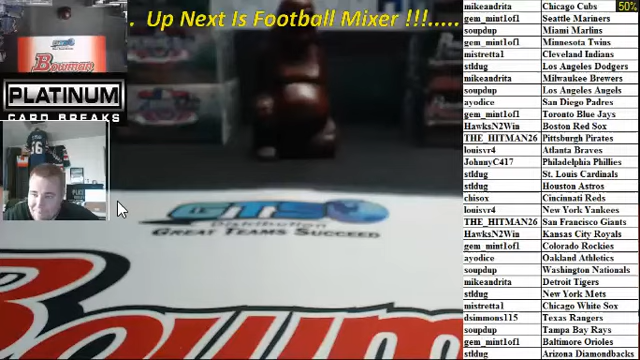 . Up Next Is Football Mixer !!!.....
50%
Bowman
PLATINUM
CARD BREAKS
GTS
Distribution
GREAT TEAMS SUCCEED
mikeandrita Chicago Cubs
gem_mint1of1 Seattle Mariners
soupdup Miami Marlins
gem_mint1of1 Minnesota Twins
mistretta1 Cleveland Indians
stldug Los Angeles Dodgers
mikeandrita Milwaukee Brewers
soupdup Los Angeles Angels
ayodice San Diego Padres
gem_mint1of1 Toronto Blue Jays
HawksN2Win Boston Red Sox
THE_HITMAN26 Pittsburgh Pirates
louisvr4 Atlanta Braves
JohnnyC417 Philadelphia Phillies
stldug St. Louis Cardinals
stldug Houston Astros
chisox Cincinnati Reds
louisvr4 New York Yankees
THE_HITMAN26 San Francisco Giants
HawksN2Win Kansas City Royals
gem_mint1of1 Colorado Rockies
ayodice Oakland Athletics
soupdup Washington Nationals
mikeandrita Detroit Tigers
stldug New York Mets
mistretta1 Chicago White Sox
dsimmons115 Texas Rangers
soupdup Tampa Bay Rays
gem_mint1of1 Baltimore Orioles
stldug Arizona Diamondbacks